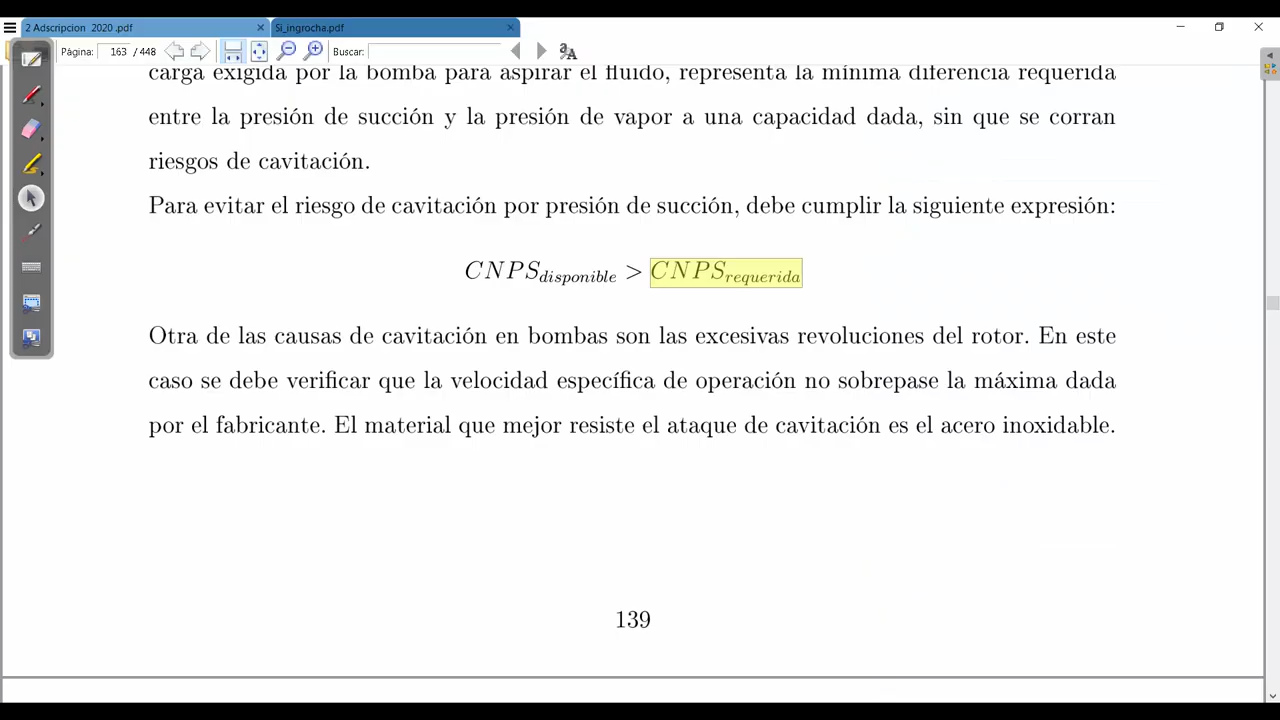 2 Adscripcion 2020 .pdf
Si_ingrocha.pdf
Página: 163 / 448
Buscar:
carga exigida por la bomba para aspirar el fluido, representa la mínima diferencia requerida
entre la presión de succión y la presión de vapor a una capacidad dada, sin que se corran
riesgos de cavitación.
Para evitar el riesgo de cavitación por presión de succión, debe cumplir la siguiente expresión:
CNPS disponible > CNPS requerida
Otra de las causas de cavitación en bombas son las excesivas revoluciones del rotor. En este
caso se debe verificar que la velocidad específica de operación no sobrepase la máxima dada
por el fabricante. El material que mejor resiste el ataque de cavitación es el acero inoxidable.
139